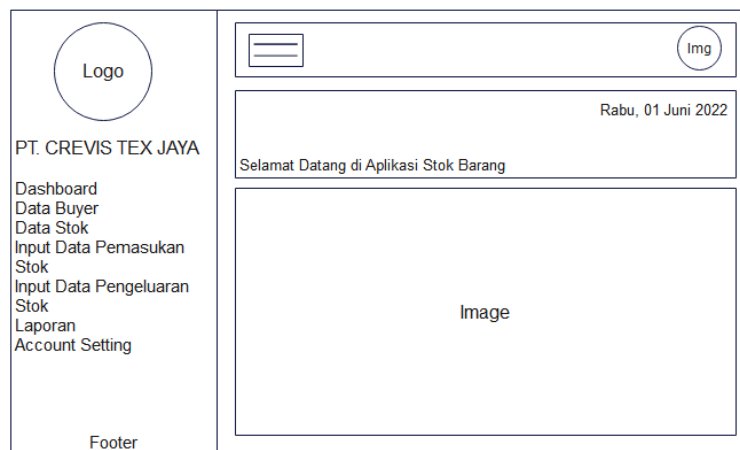 Logo
PT. CREVIS TEX JAYA
Dashboard
Data Buyer
Data Stok
Input Data Pemasukan
Stok
Input Data Pengeluaran
Stok
Laporan
Account Setting
Footer
Img
Rabu, 01 Juni 2022
Selamat Datang di Aplikasi Stok Barang
Image